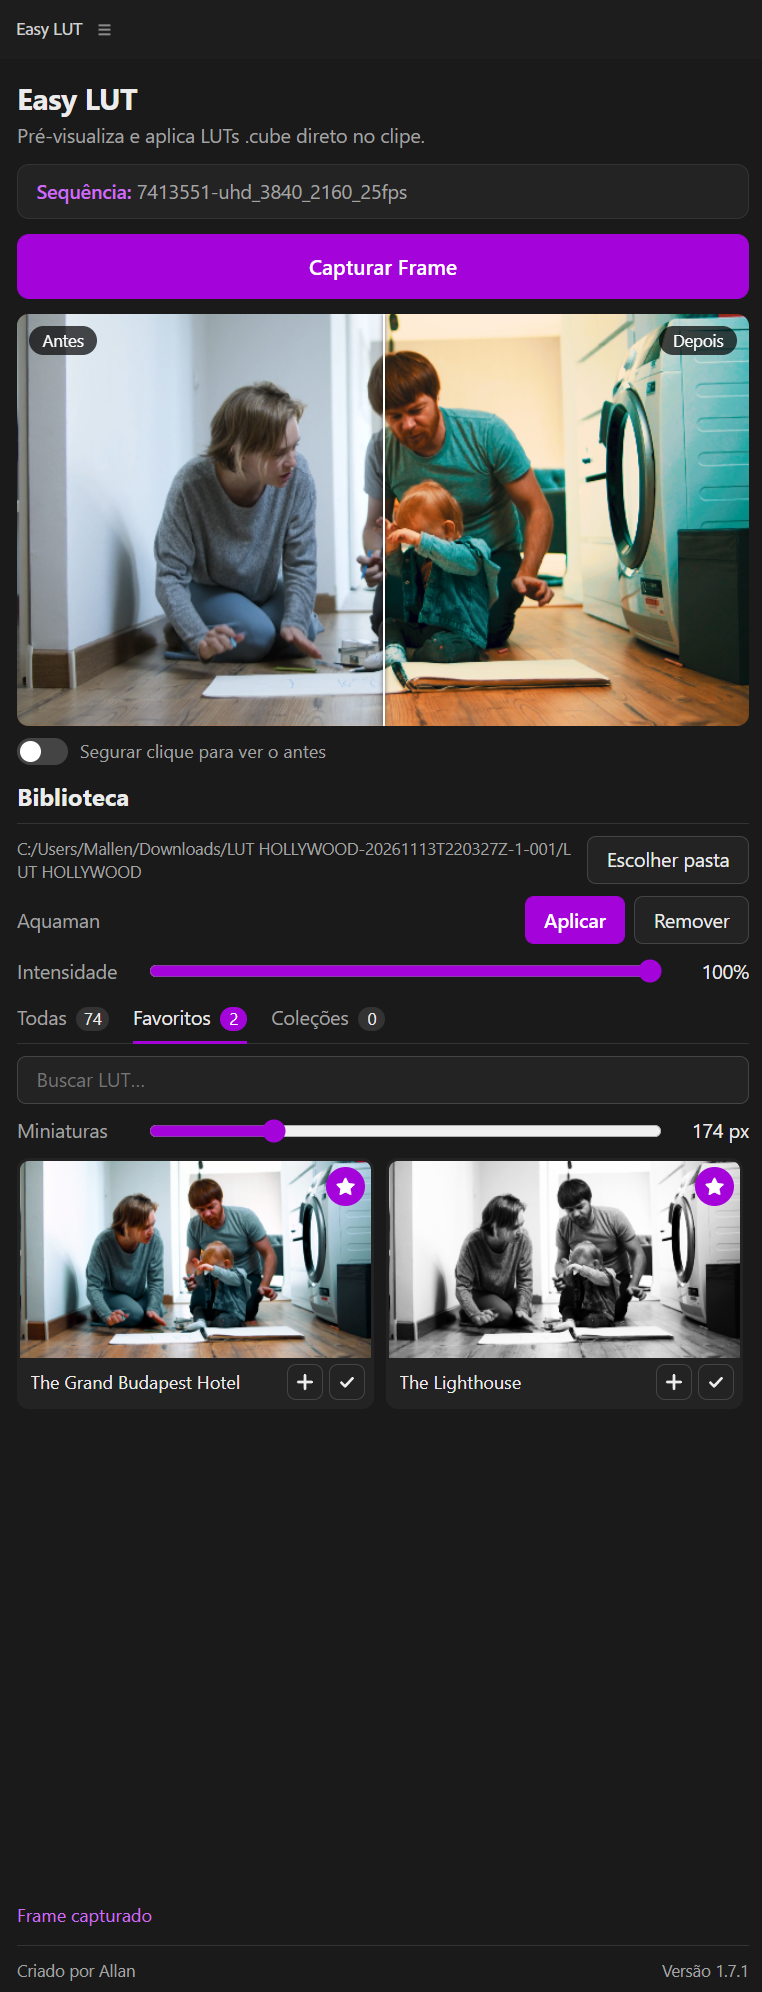 Easy LUT
Easy LUT
Pré-visualiza e aplica LUTs .cube direto no clipe.
Sequência: 7413551-uhd_3840_2160_25fps
Capturar Frame
Antes
Depois
Segurar clique para ver o antes
Biblioteca
C:/Users/Mallen/Downloads/LUT HOLLYWOOD-20261113T220327Z-1-001/L
UT HOLLYWOOD
Escolher pasta
Aquaman
Aplicar
Remover
Intensidade
100%
Todas 74
Favoritos 2
Coleções 0
Buscar LUT...
Miniaturas
174 px
The Grand Budapest Hotel
The Lighthouse
Frame capturado
Criado por Allan
Versão 1.7.1